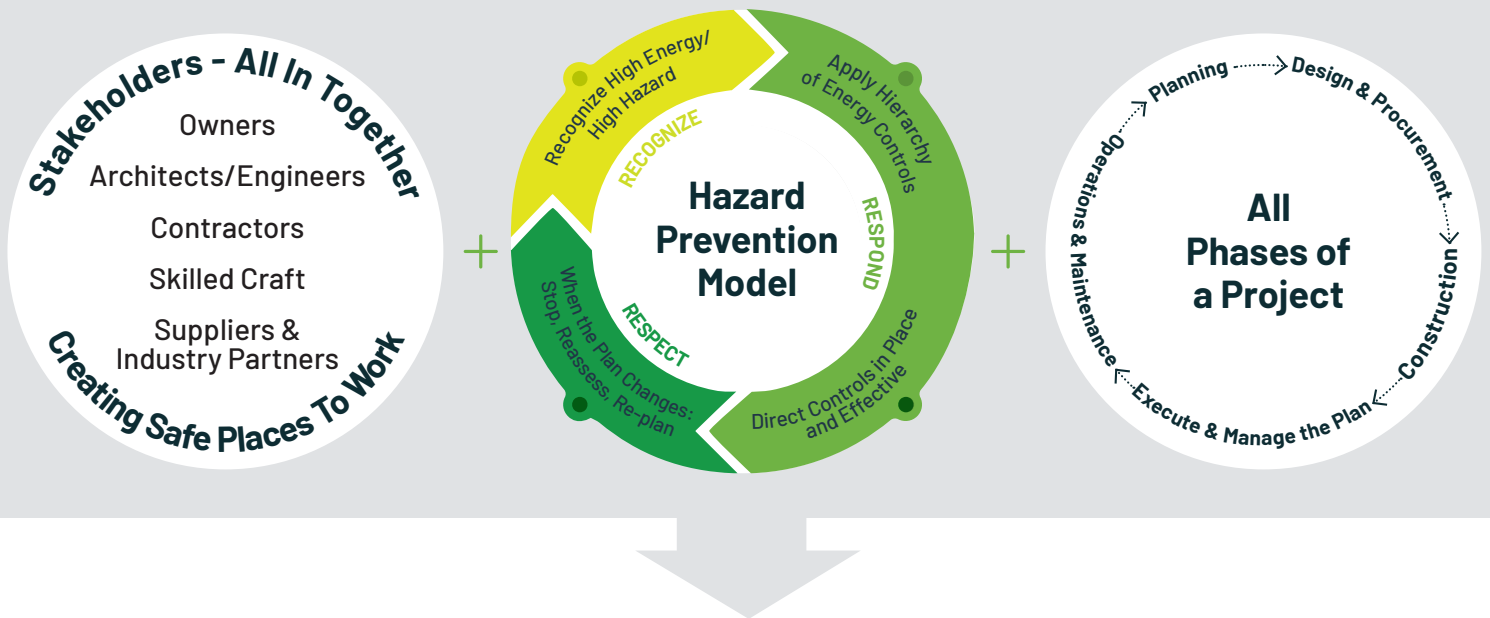 Stakeholders - All In Together
Owners
Architects/Engineers
Contractors
Skilled Craft
Suppliers &
Industry Partners
Creating Safe Places To Work
+
Recognize High Energy/
High Hazard
RECOGNIZE
Apply Hierarchy
of Energy Controls
RESPOND
Direct Controls in Place
and Effective
When the Plan Changes:
Stop, Reassess, Re-plan
RESPECT
Hazard
Prevention
Model
+
Planning
Design & Procurement
Construction
Execute & Manage the Plan
Operations & Maintenance
All
Phases of
a Project